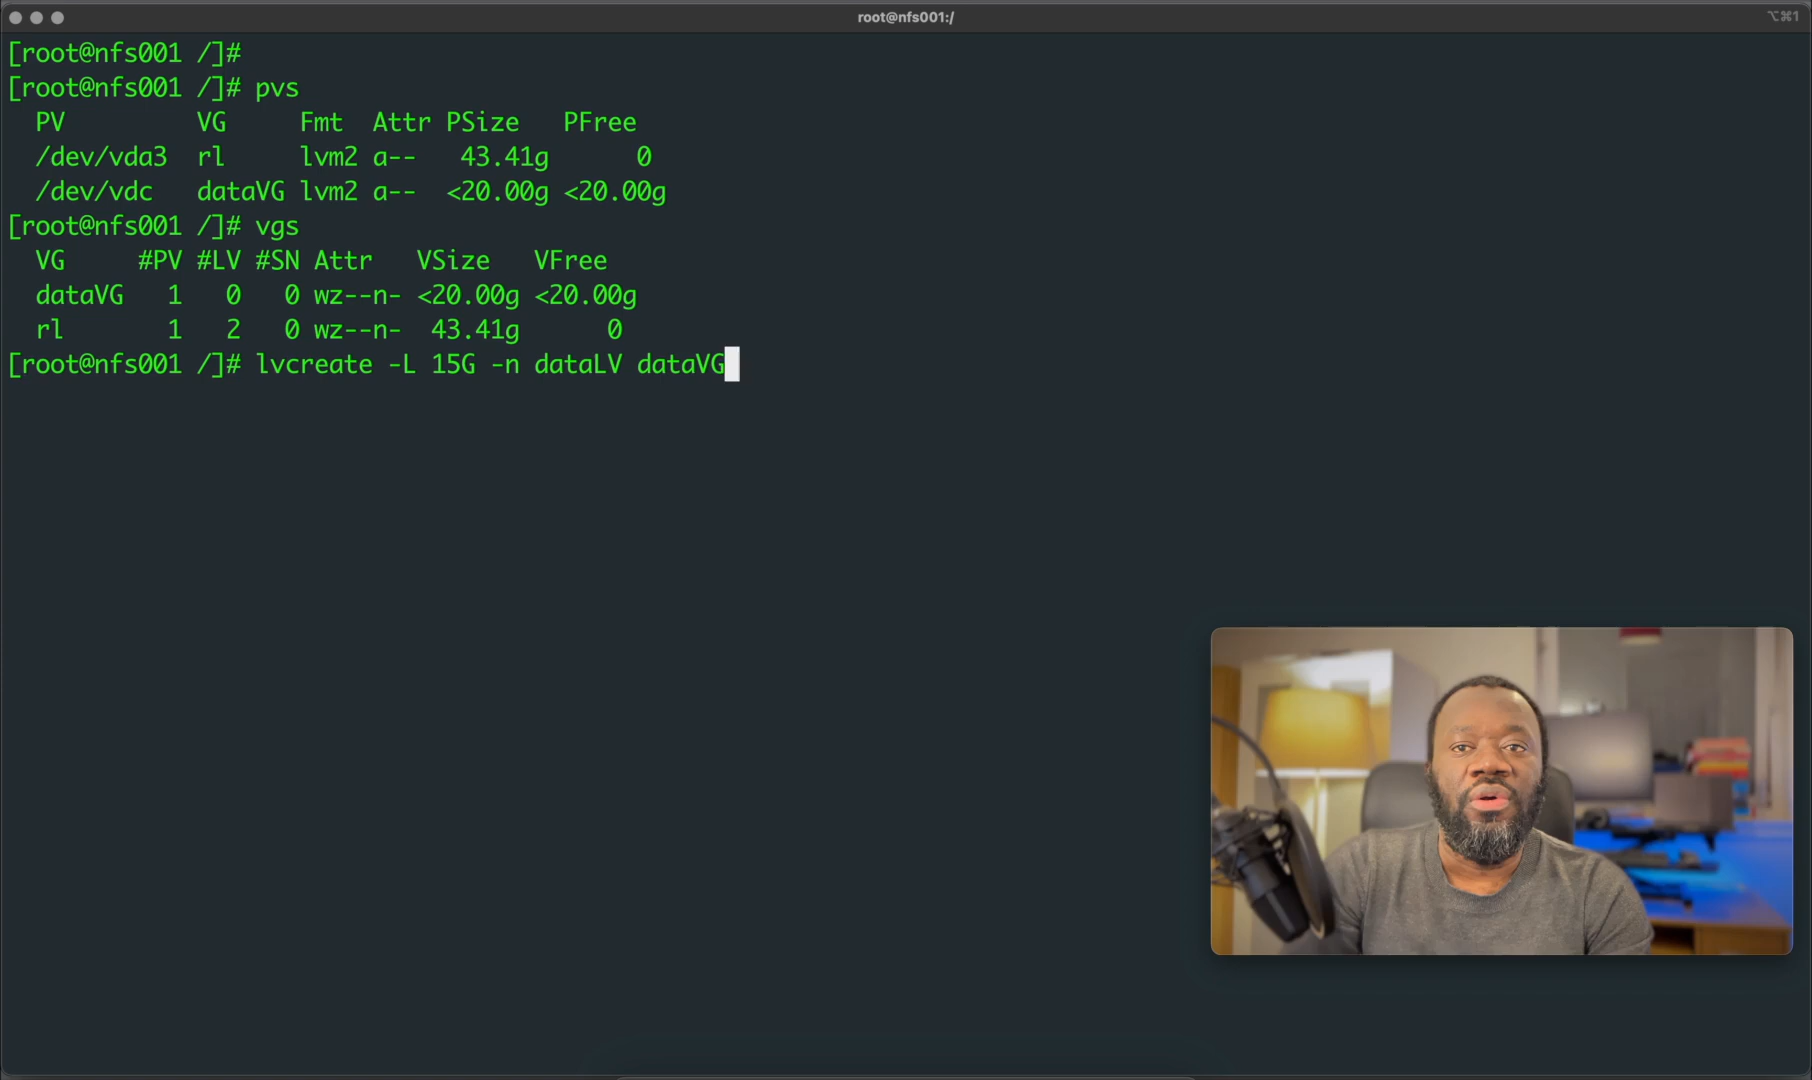 root@nfs001:/
⌥⌘1
[root@nfs001 /]#
[root@nfs001 /]# pvs
  PV         VG     Fmt  Attr PSize   PFree
  /dev/vda3  rl     lvm2 a--   43.41g      0
  /dev/vdc   dataVG lvm2 a--  <20.00g <20.00g
[root@nfs001 /]# vgs
  VG     #PV #LV #SN Attr   VSize   VFree
  dataVG   1   0   0 wz--n- <20.00g <20.00g
  rl       1   2   0 wz--n-  43.41g      0
[root@nfs001 /]# lvcreate -L 15G -n dataLV dataVG